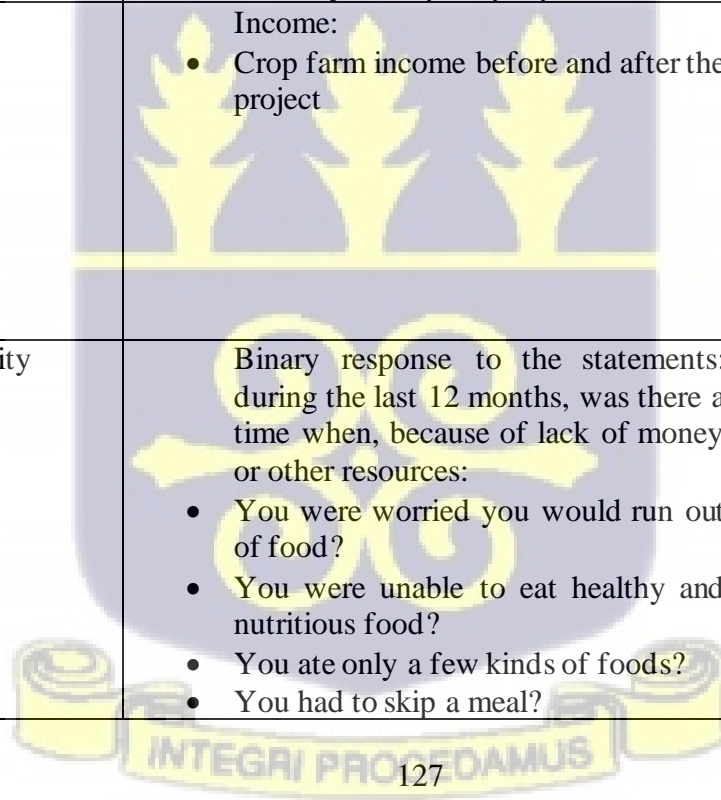 Income:
• Crop farm income before and after the
project
ity
Binary response to the statements:
during the last 12 months, was there a
time when, because of lack of money
or other resources:
• You were worried you would run out
of food?
• You were unable to eat healthy and
nutritious food?
• You ate only a few kinds of foods?
• You had to skip a meal?
INTEGRI PROCEDAMUS
127